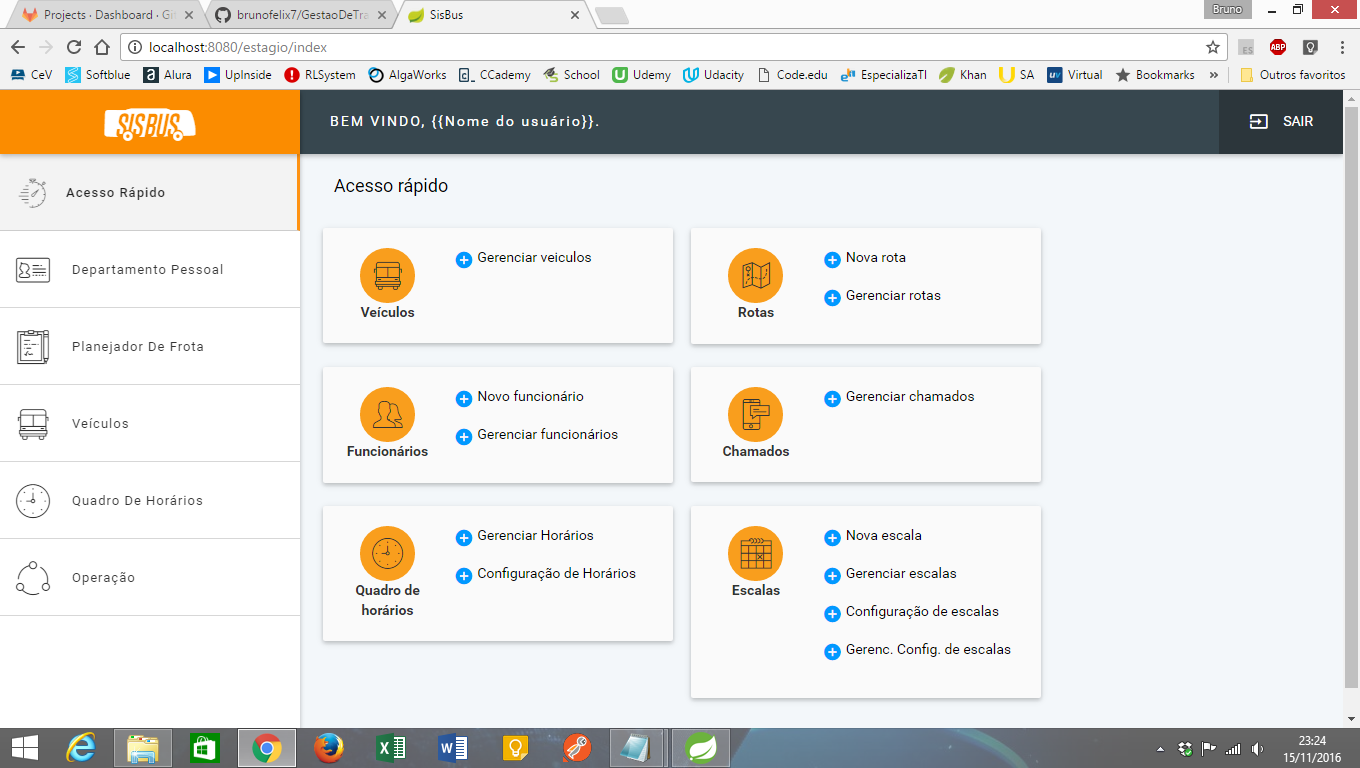 Projects · Dashboard · Git
brunofelix7/GestaoDeTra
SisBus
Bruno
localhost:8080/estagio/index
ES
ABP
CeV
Softblue
Alura
UpInside
RLSystem
AlgaWorks
CCademy
School
Udemy
Udacity
Code.edu
EspecializaTI
Khan
SA
Virtual
Bookmarks
»
Outros favoritos
SISBUS
BEM VINDO, {{Nome do usuário}}.
SAIR
Acesso Rápido
Departamento Pessoal
Planejador De Frota
Veículos
Quadro De Horários
Operação
Acesso rápido
Veículos
Gerenciar veiculos
Rotas
Nova rota
Gerenciar rotas
Funcionários
Novo funcionário
Gerenciar funcionários
Chamados
Gerenciar chamados
Quadro de
horários
Gerenciar Horários
Configuração de Horários
Escalas
Nova escala
Gerenciar escalas
Configuração de escalas
Gerenc. Config. de escalas
23:24
15/11/2016